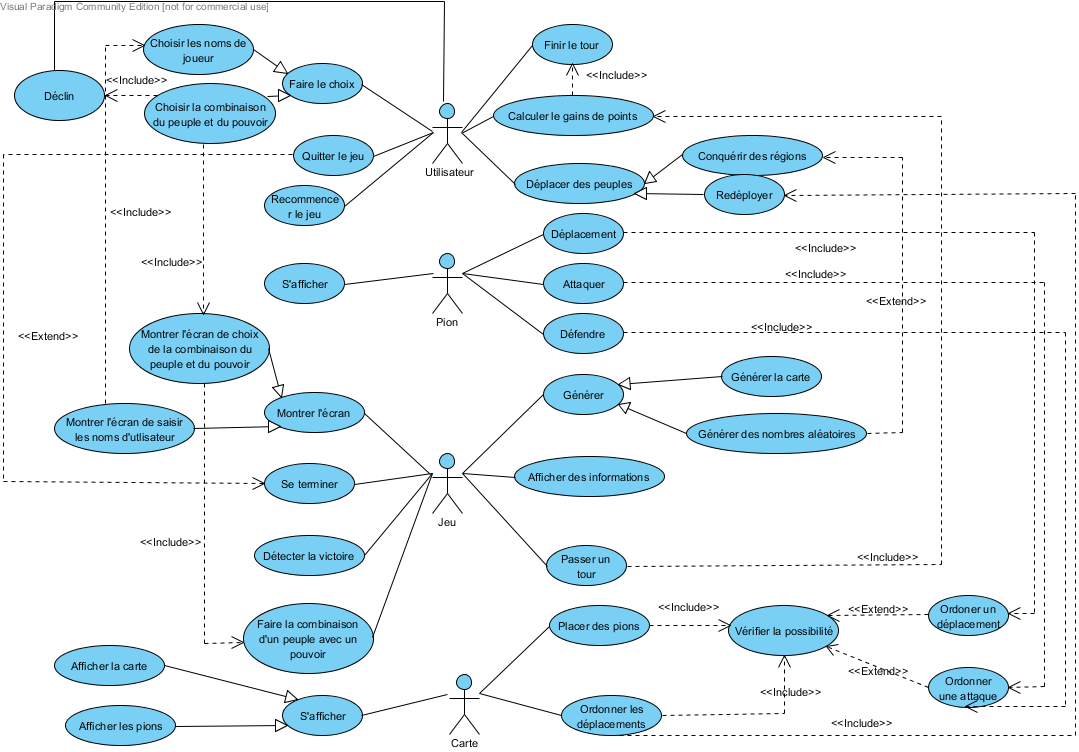 Visual Paradigm Community Edition [not for commercial use]
Choisir les noms de
joueur
Finir le tour
<<Include>>
<<Include>>
Faire le choix
Déclin
Choisir la combinaison
du peuple et du pouvoir
Calculer le gains de points
Quitter le jeu
Utilisateur
Conquérir des régions
Déplacer des peuples
Redéployer
Recommence
r le jeu
<<Include>>
Déplacement
<<Include>>
<<Include>>
<<Include>>
S'afficher
Attaquer
<<Extend>>
Pion
Défendre
<<Include>>
<<Extend>>
Montrer l'écran de choix
de la combinaison du
peuple et du pouvoir
Générer la carte
Générer
Montrer l'écran
Montrer l'écran de saisir
les noms d'utlisateur
Générer des nombres aléatoires
Se terminer
Afficher des informations
Jeu
<<Include>>
Détecter la victoire
Passer un
tour
<<Include>>
Faire la combinaison
d'un peuple avec un
pouvoir
Placer des pions
<<Include>>
Vérifier la possibilité
<<Extend>>
Ordoner un
déplacement
Afficher la carte
<<Extend>>
Ordonner
une attaque
<<Include>>
Afficher les pions
S'afficher
Carte
Ordonner les
déplacements
<<Include>>